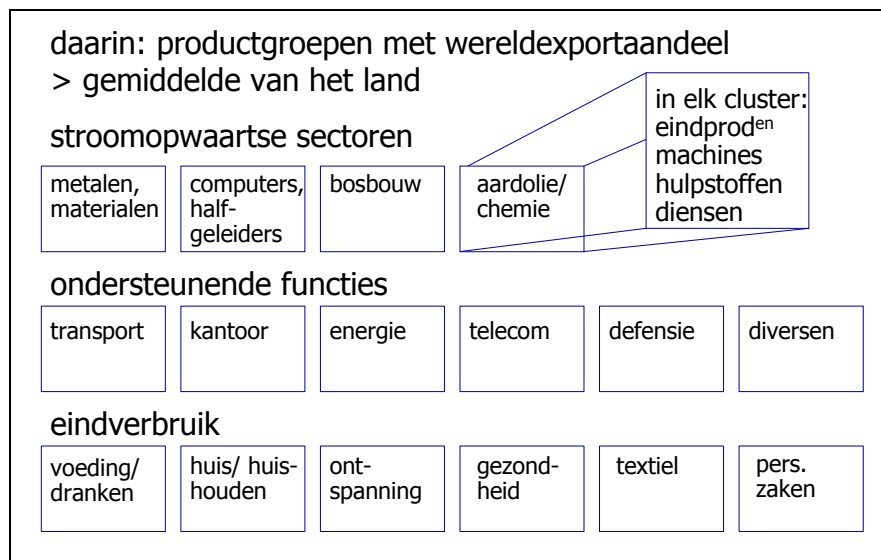 daarin: productgroepen met wereldexportaandeel
> gemiddelde van het land
in elk cluster:
eindprodᵉⁿ
machines
hulpstoffen
diensen
stroomopwaartse sectoren
metalen,
materialen
computers,
half-
geleiders
bosbouw
aardolie/
chemie
ondersteunende functies
transport
kantoor
energie
telecom
defensie
diversen
eindverbruik
voeding/
dranken
huis/ huis-
houden
ont-
spanning
gezond-
heid
textiel
pers.
zaken